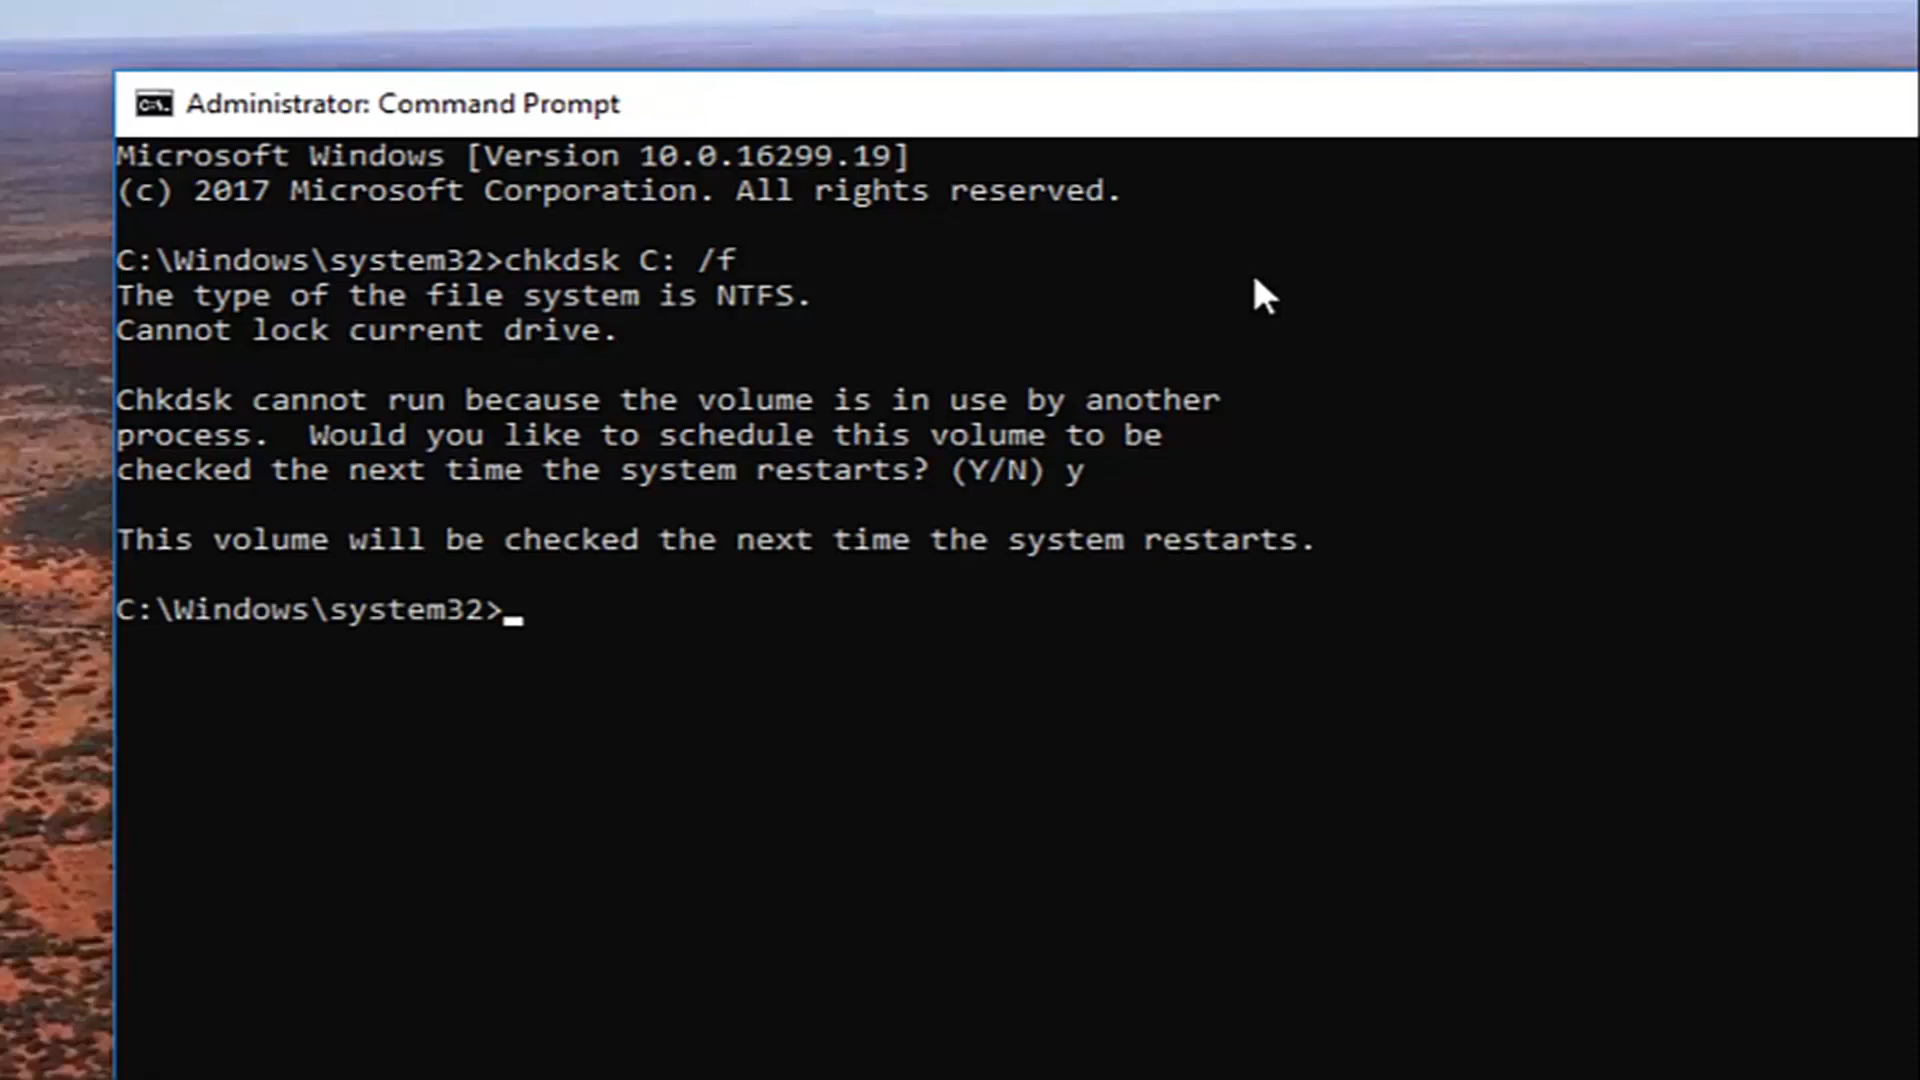 Administrator: Command Prompt
Microsoft Windows [Version 10.0.16299.19]
(c) 2017 Microsoft Corporation. All rights reserved.
C:\Windows\system32>chkdsk C: /f
The type of the file system is NTFS.
Cannot lock current drive.
Chkdsk cannot run because the volume is in use by another
process.  Would you like to schedule this volume to be
checked the next time the system restarts? (Y/N) y
This volume will be checked the next time the system restarts.
C:\Windows\system32>